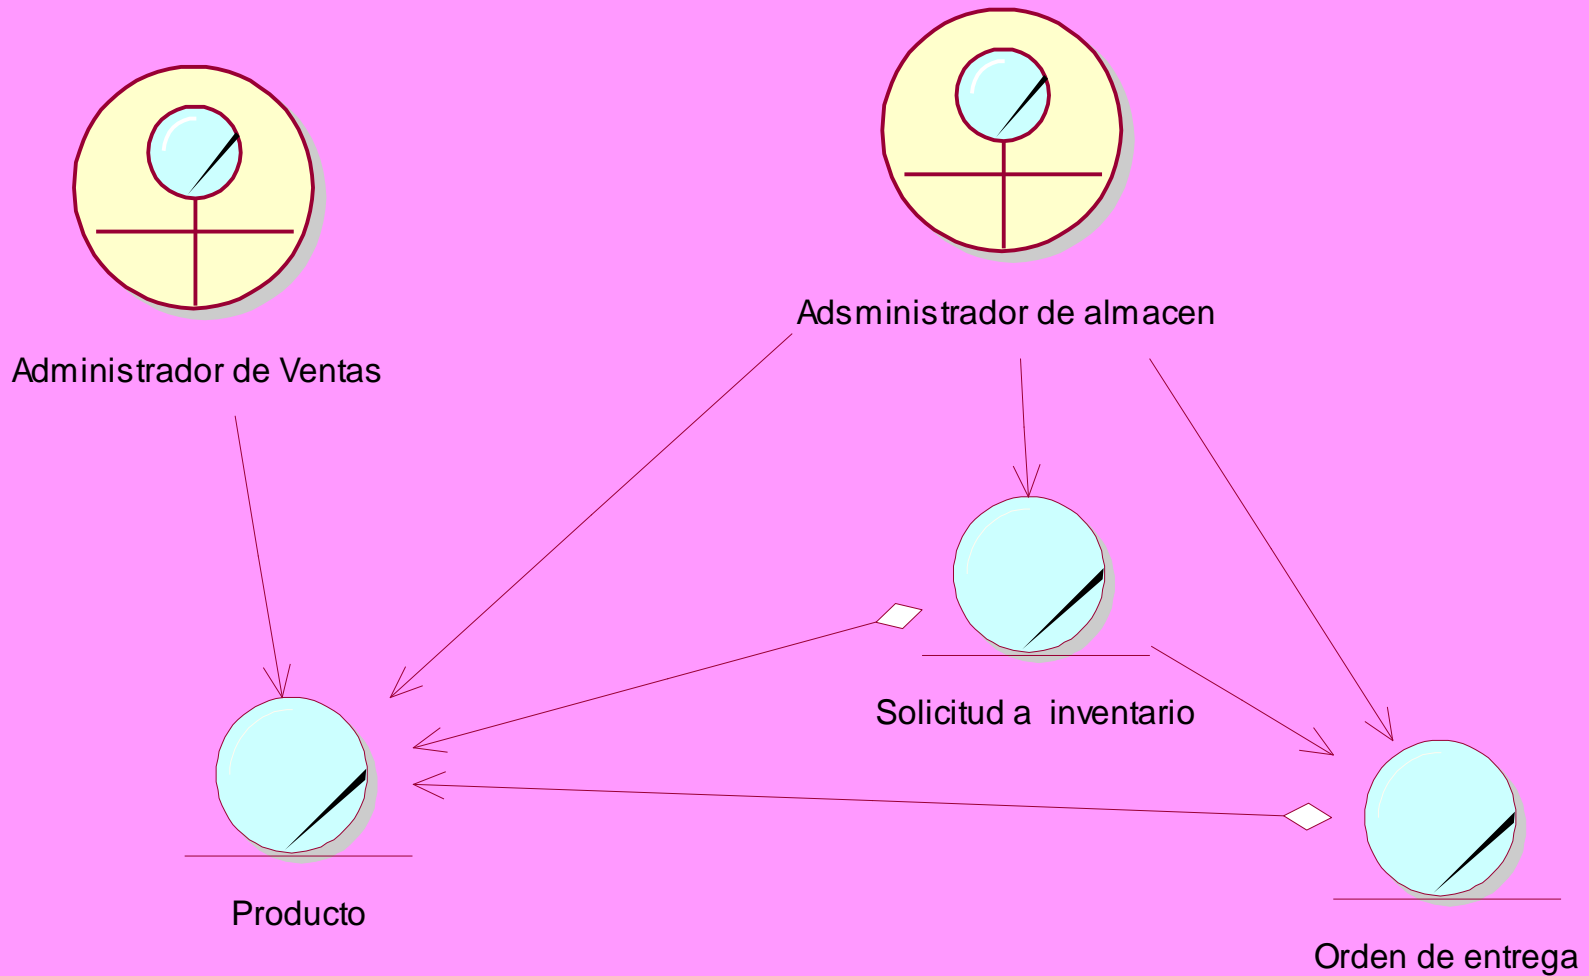 Adsministrador de almacen
Administrador de Ventas
Solicitud a inventario
Producto
Orden de entrega